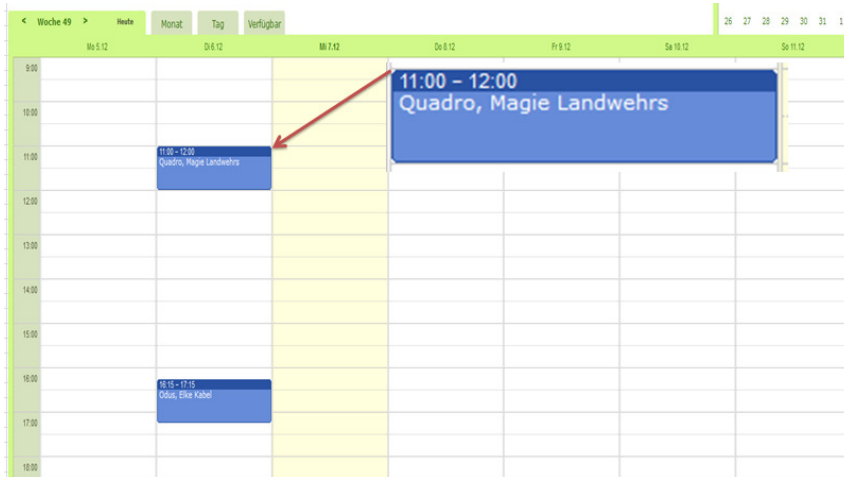 < Woche 49 > Heute Monat Tag Verfügbar 26 27 28 29 30 31 1
Mo 5.12 Di 6.12 Mi 7.12 Do 8.12 Fr 9.12 Sa 10.12 So 11.12
9:00
11:00 – 12:00
Quadro, Magie Landwehrs
10:00
11:00 – 12:00
Quadro, Magie Landwehrs
11:00
12:00
13:00
14:00
15:00
16:00
16:15 – 17:15
Odus, Elke Kabel
17:00
18:00